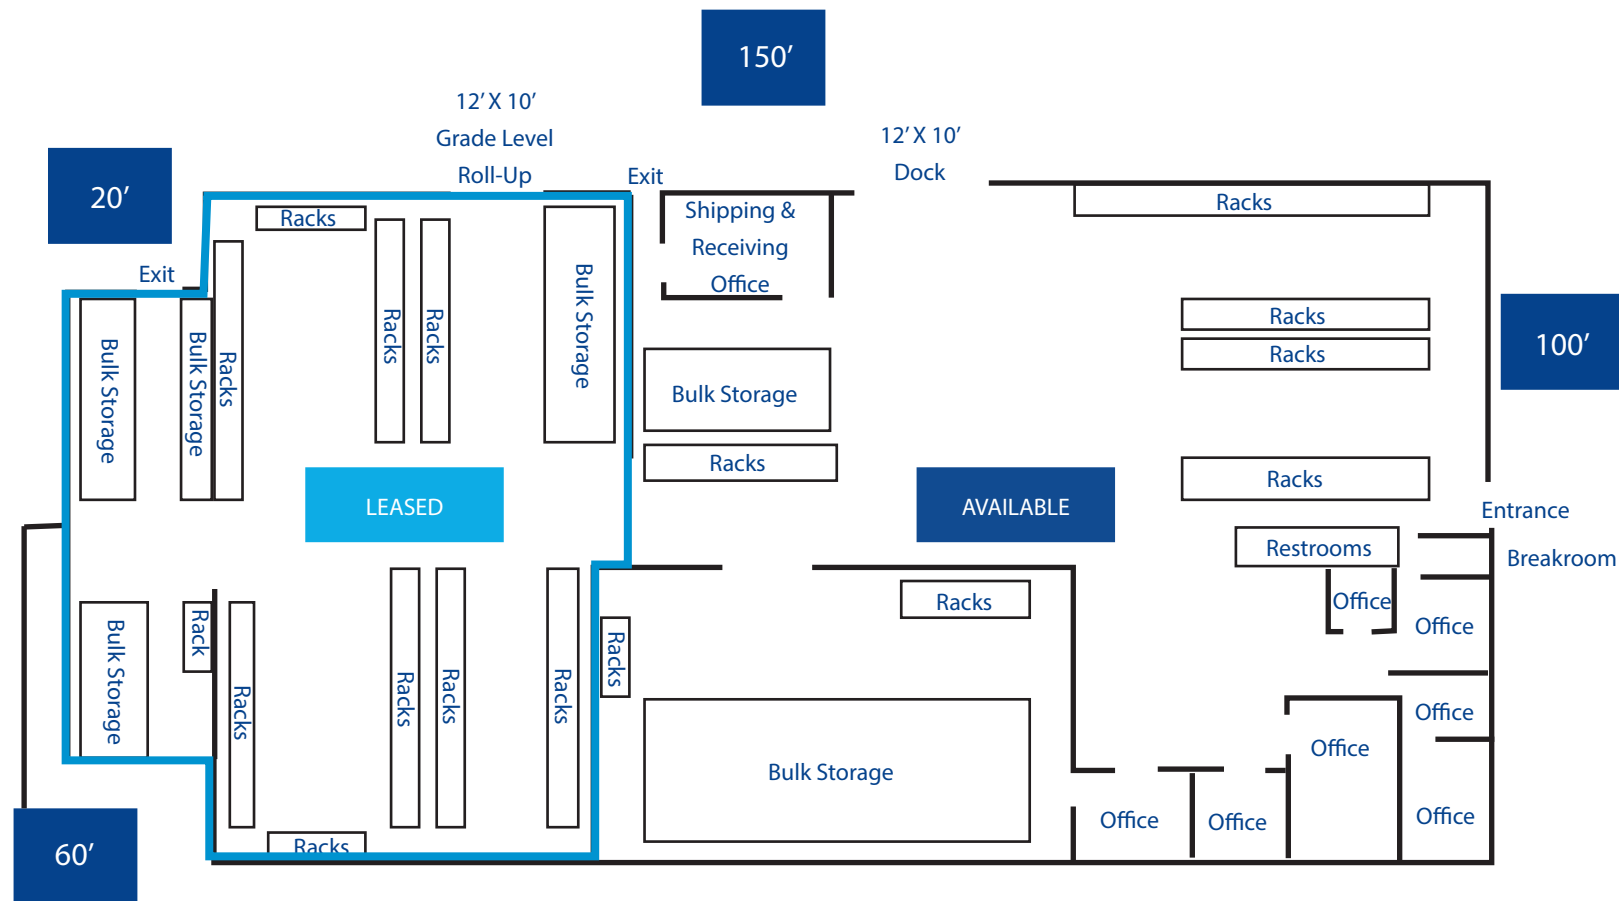 150’
12’ X 10’
Grade Level
Roll-Up
12’ X 10’
Dock
20’
Exit
Exit
Shipping &
Receiving
Office
Racks
Racks
Racks
Racks
Racks
Bulk Storage
Bulk Storage
Bulk Storage
Racks
Racks
Racks
100’
Bulk Storage
Racks
Racks
LEASED
AVAILABLE
Entrance
Restrooms
Breakroom
Office
Office
Racks
Racks
Rack
Bulk Storage
Racks
Racks
Racks
Racks
Office
Office
Bulk Storage
Office
Office
Office
Racks
60’